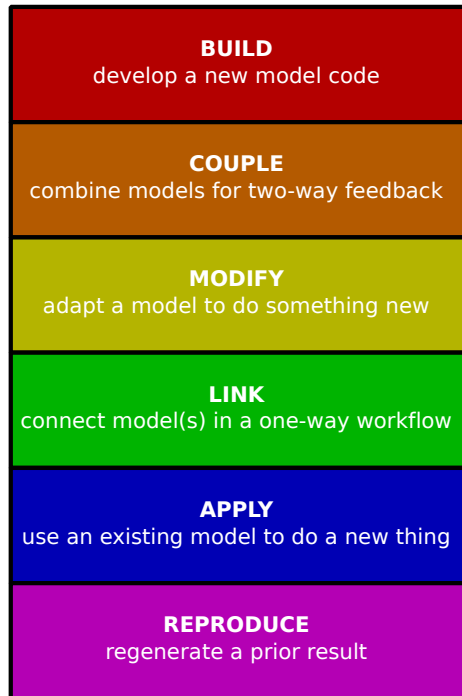 BUILD
develop a new model code
COUPLE
combine models for two-way feedback
MODIFY
adapt a model to do something new
LINK
connect model(s) in a one-way workflow
APPLY
use an existing model to do a new thing
REPRODUCE
regenerate a prior result